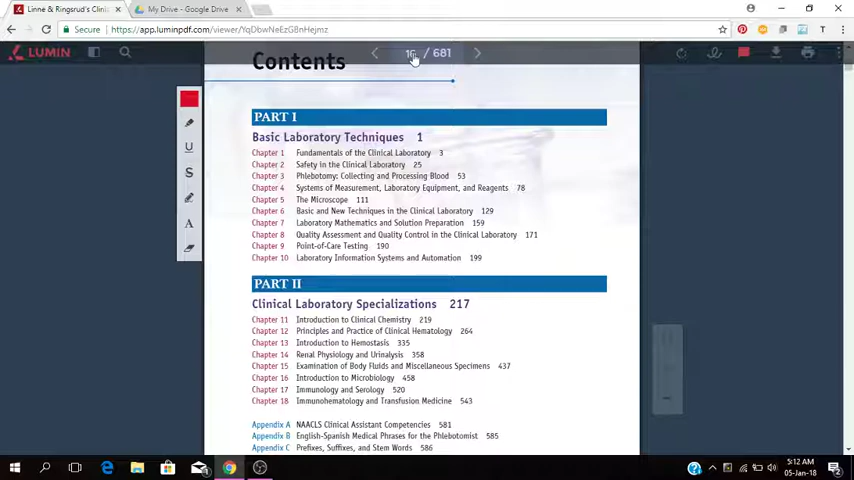 Linne & Ringsrud's Clinic
My Drive - Google Drive
Secure
https://app.luminpdf.com/viewer/YqDbwNeEzGBnHejmz
LUMIN
16 / 681
Contents
PART I
Basic Laboratory Techniques 1
Chapter 1 Fundamentals of the Clinical Laboratory 3
Chapter 2 Safety in the Clinical Laboratory 25
Chapter 3 Phlebotomy: Collecting and Processing Blood 53
Chapter 4 Systems of Measurement, Laboratory Equipment, and Reagents 78
Chapter 5 The Microscope 111
Chapter 6 Basic and New Techniques in the Clinical Laboratory 129
Chapter 7 Laboratory Mathematics and Solution Preparation 159
Chapter 8 Quality Assessment and Quality Control in the Clinical Laboratory 171
Chapter 9 Point-of-Care Testing 190
Chapter 10 Laboratory Information Systems and Automation 199
PART II
Clinical Laboratory Specializations 217
Chapter 11 Introduction to Clinical Chemistry 219
Chapter 12 Principles and Practice of Clinical Hematology 264
Chapter 13 Introduction to Hemostasis 335
Chapter 14 Renal Physiology and Urinalysis 358
Chapter 15 Examination of Body Fluids and Miscellaneous Specimens 437
Chapter 16 Introduction to Microbiology 458
Chapter 17 Immunology and Serology 520
Chapter 18 Immunohematology and Transfusion Medicine 543
Appendix A NAACLS Clinical Assistant Competencies 581
Appendix B English-Spanish Medical Phrases for the Phlebotomist 585
Appendix C Prefixes, Suffixes, and Stem Words 586
U
S
A
5:12 AM
05-Jan-18
2